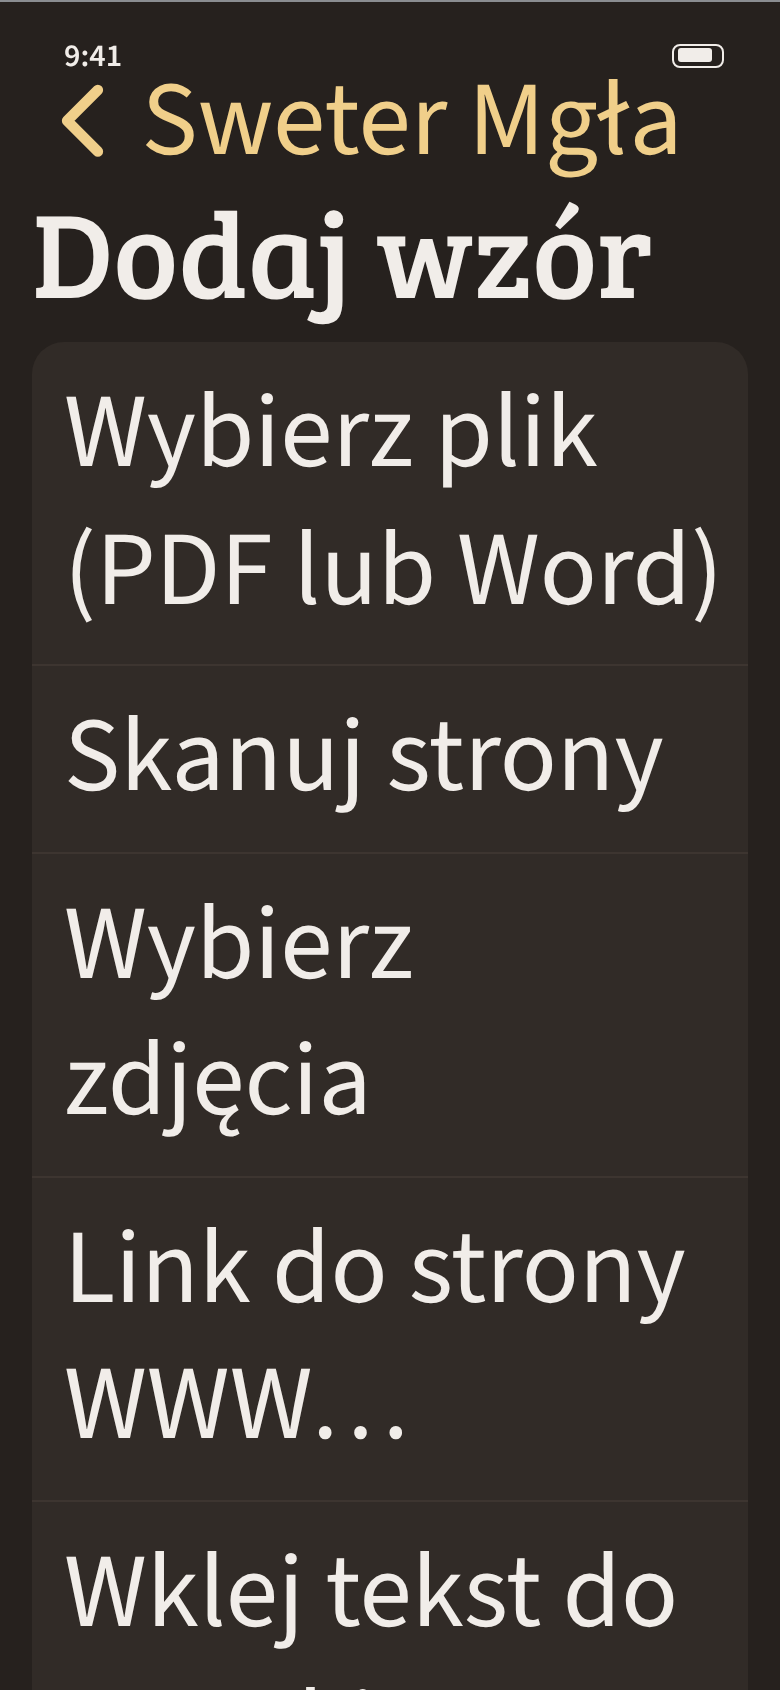 9:41
Sweter Mgła
Dodaj wzór
Wybierz plik
(PDF lub Word)
Skanuj strony
Wybierz
zdjęcia
Link do strony
WWW…
Wklej tekst do